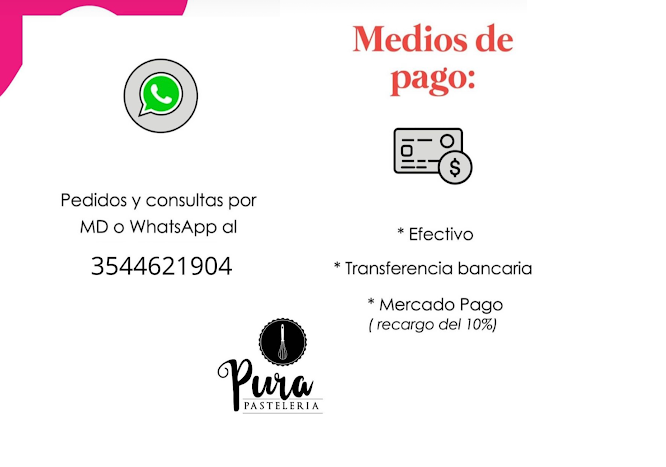 Pedidos y consultas por
MD o WhatsApp al
3544621904
Medios de
pago:
$
* Efectivo
* Transferencia bancaria
* Mercado Pago
( recargo del 10%)
Pura
PASTELERIA